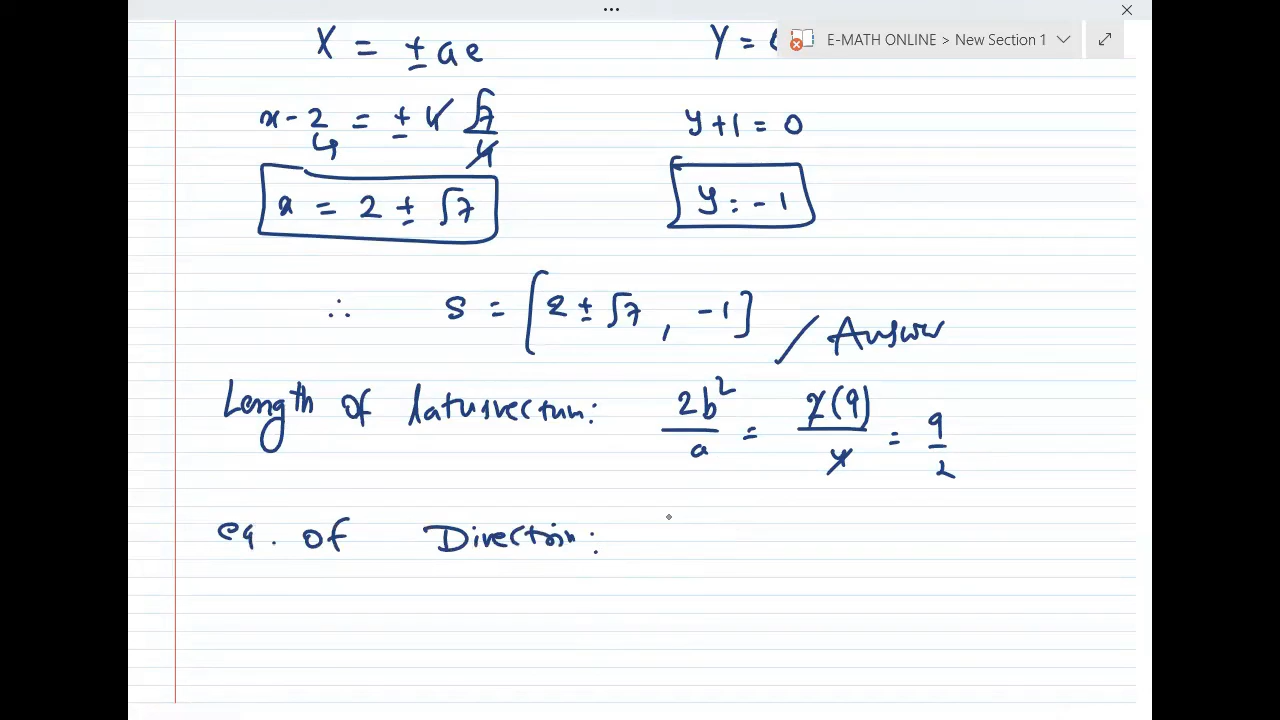 E-MATH ONLINE > New Section 1
X = ± ae
Y =
x - 2 = ± 4 √7/4
y + 1 = 0
x = 2 ± √7
y = -1
∴ S = [2 ± √7, -1] / Answer
Length of latusrectum: 2b²/a = 2(9)/4 = 9/2
eq. of Direction: